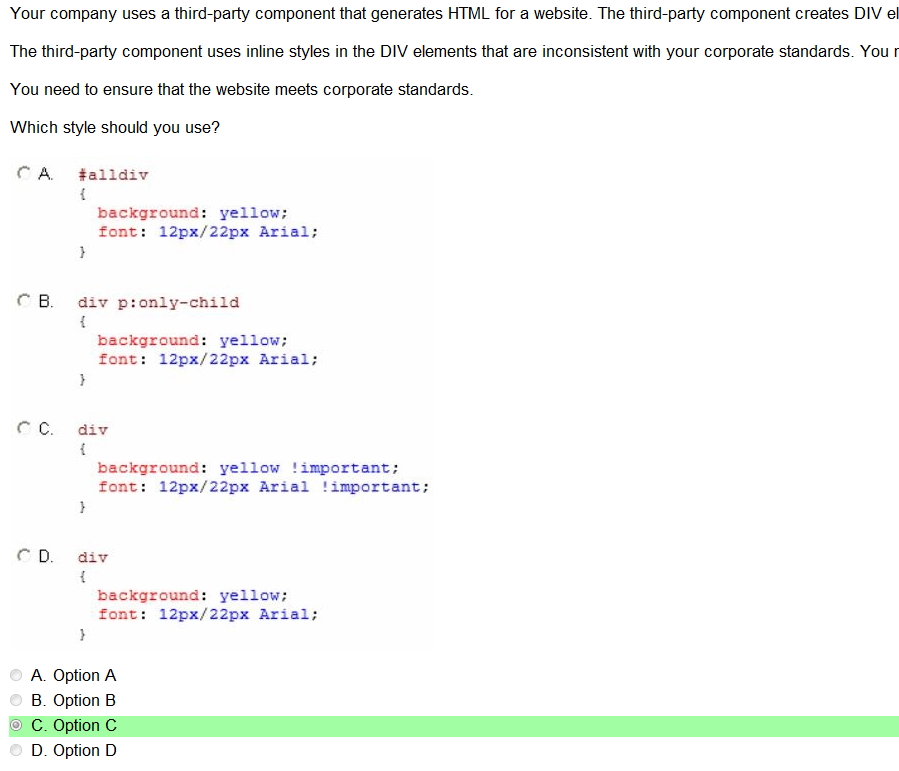 Your company uses a third-party component that generates HTML for a website. The third-party component creates DIV el
The third-party component uses inline styles in the DIV elements that are inconsistent with your corporate standards. You r
You need to ensure that the website meets corporate standards.
Which style should you use?
A. #alldiv
{
background: yellow;
font: 12px/22px Arial;
}
B. div p:only-child
{
background: yellow;
font: 12px/22px Arial;
}
C. div
{
background: yellow !important;
font: 12px/22px Arial !important;
}
D. div
{
background: yellow;
font: 12px/22px Arial;
}
A. Option A
B. Option B
C. Option C
D. Option D